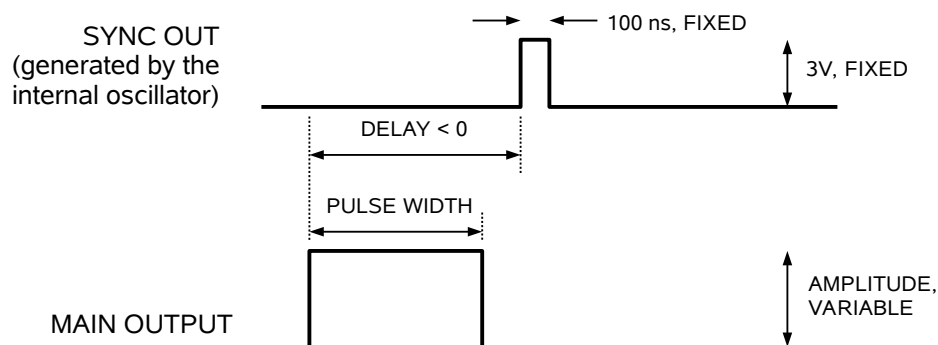 100 ns, FIXED
SYNC OUT
(generated by the
internal oscillator)
3V, FIXED
DELAY < 0
PULSE WIDTH
AMPLITUDE,
VARIABLE
MAIN OUTPUT